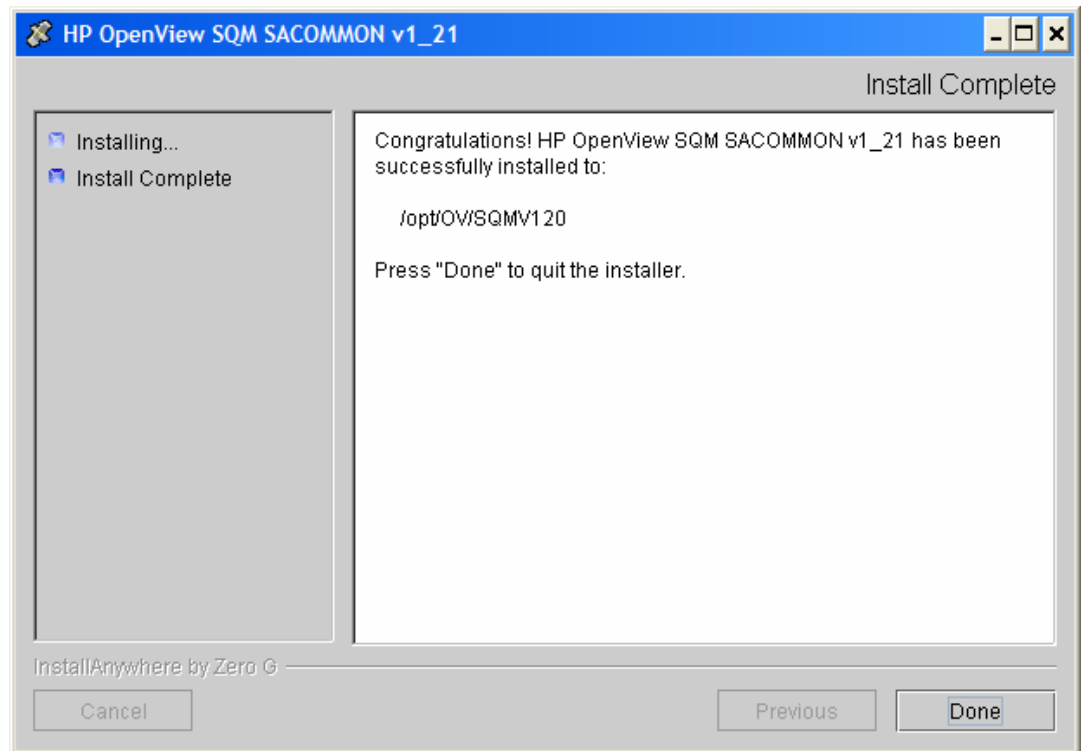 HP OpenView SQM SACOMMON v1_21
Install Complete
Installing...
Install Complete
Congratulations! HP OpenView SQM SACOMMON v1_21 has been
successfully installed to:
/opt/OV/SQMV120
Press "Done" to quit the installer.
InstallAnywhere by Zero G
Cancel
Previous
Done